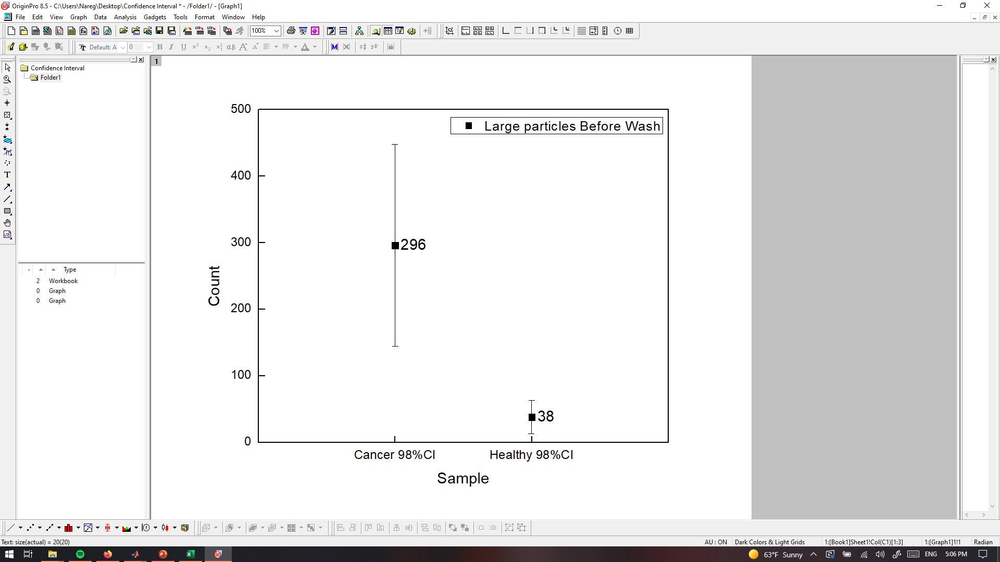 OriginPro 8.5 - C:\Users\Nareg\Desktop\Confidence Interval * - /Folder1/ - [Graph1]
File Edit View Graph Data Analysis Gadgets Tools Format Window Help
100%
Default: A 0 B I U x² x₂ αβ A A A M
1
Confidence Interval
Folder1
Type
2 Workbook
0 Graph
0 Graph
500
400
300
200
100
0
Count
Large particles Before Wash
296
38
Cancer 98%CI
Healthy 98%CI
Sample
Text: size(actual) = 20(20)
AU : ON Dark Colors & Light Grids 1:[Book1]Sheet1!Col(C1)[1:3] 1:[Graph1]1!1 Radian
63°F Sunny ENG 5:06 PM